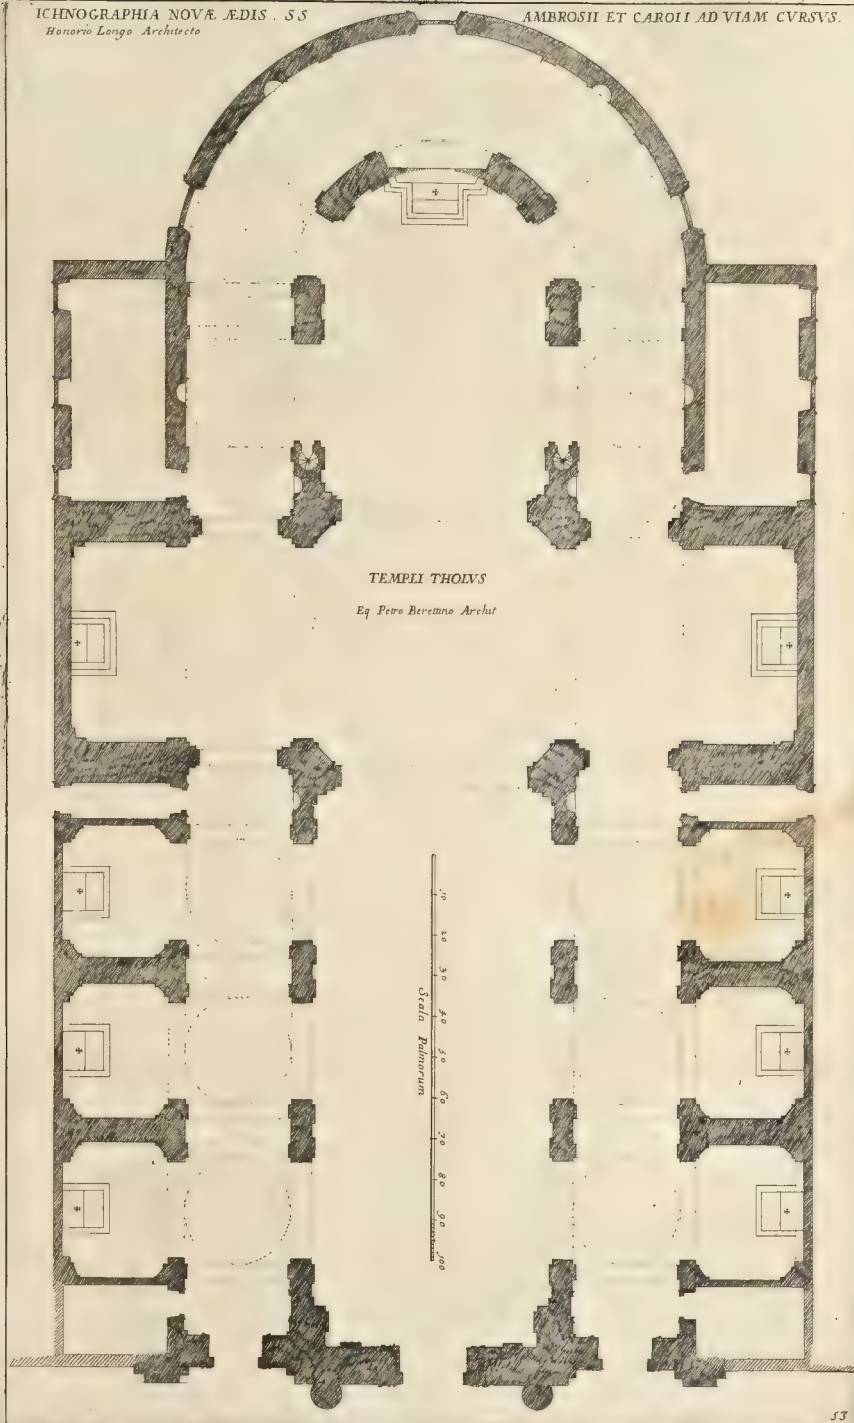 ICHNOGRAPHIA NOVÆ ÆDIS . SS AMBROSII ET CAROII AD VIAM CVRSVS.
Honorio Longo Architecto
TEMPLI THOLVS
Eq Petro Berettino Archit
Scala Palmorum
10
20
30
40
50
60
70
80
90
100
53